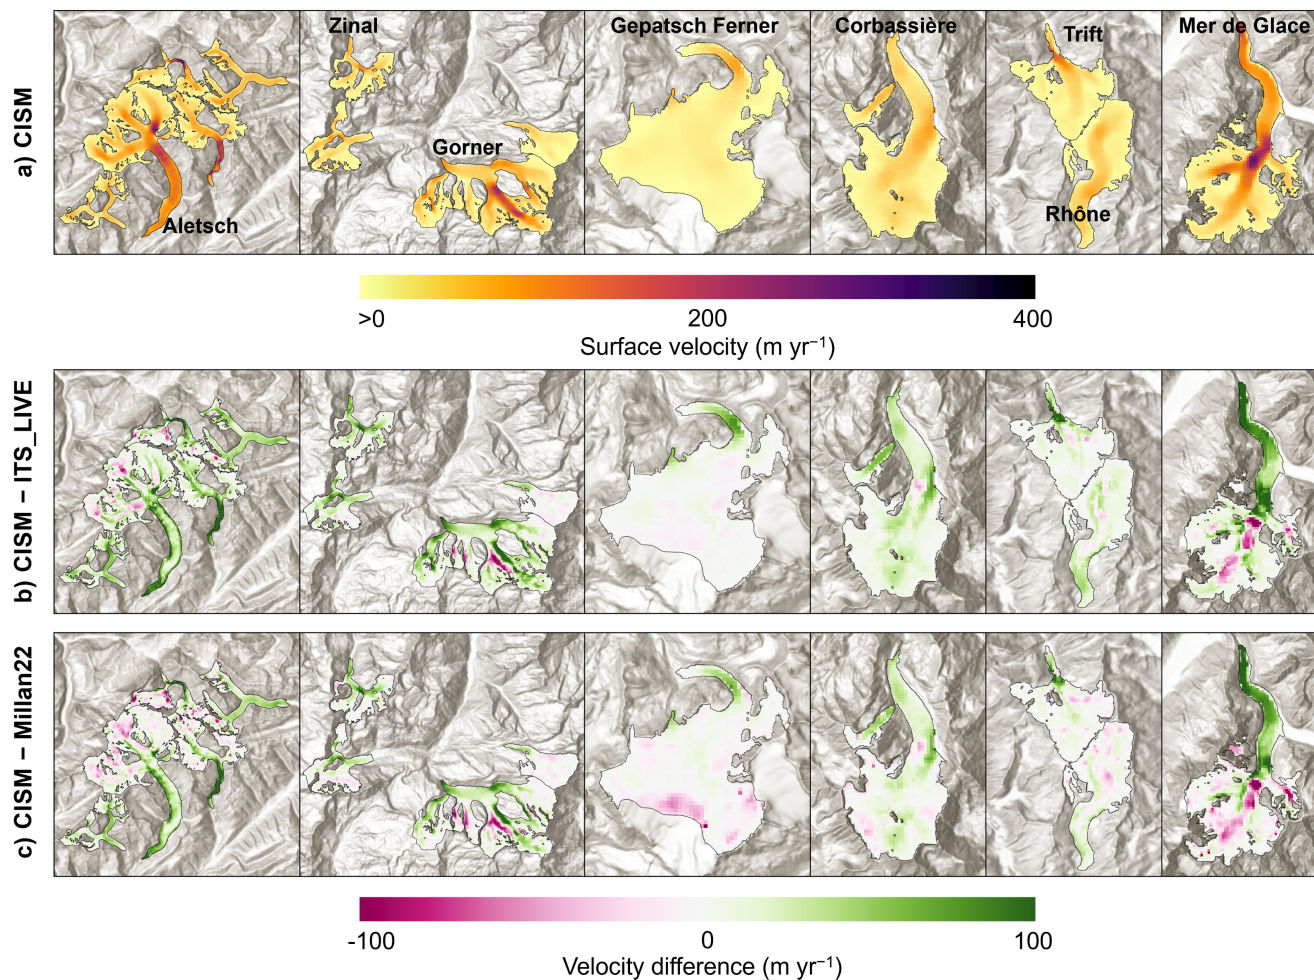 a) CISM
Zinal
Gepatsch Ferner
Corbassière
Trift
Mer de Glace
Gorner
Aletsch
Rhône
>0
200
400
Surface velocity (m yr⁻¹)
b) CISM – ITS_LIVE
c) CISM – Millan22
-100
0
100
Velocity difference (m yr⁻¹)